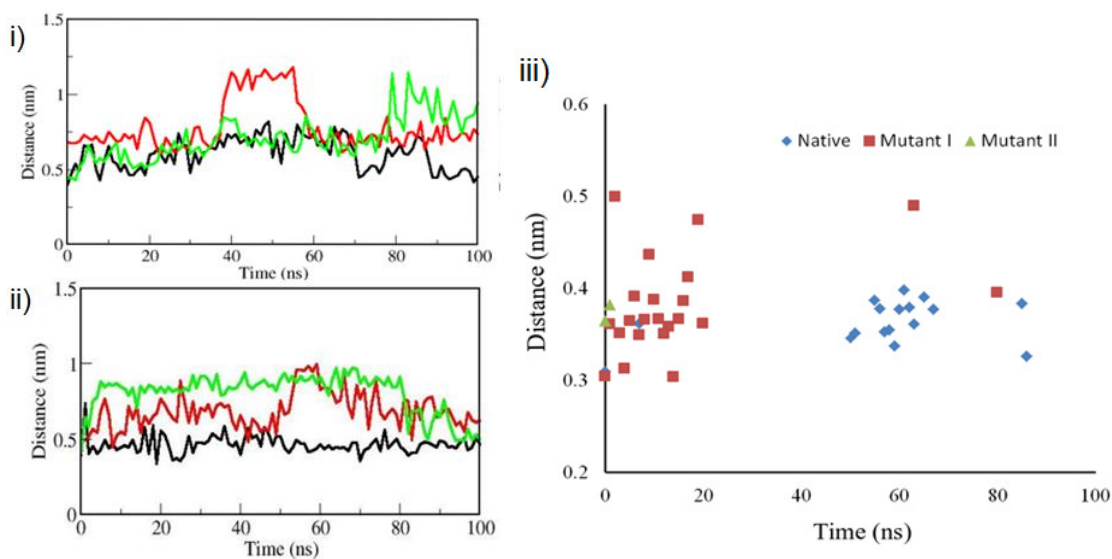 i)
1.5
1
0.5
0
Distance (nm)
0 20 40 60 80 100
Time (ns)
ii)
1.5
1
0.5
0
Distance (nm)
0 20 40 60 80 100
Time (ns)
iii)
0.6
0.5
0.4
0.3
0.2
Distance (nm)
Native Mutant I Mutant II
0 20 40 60 80 100
Time (ns)